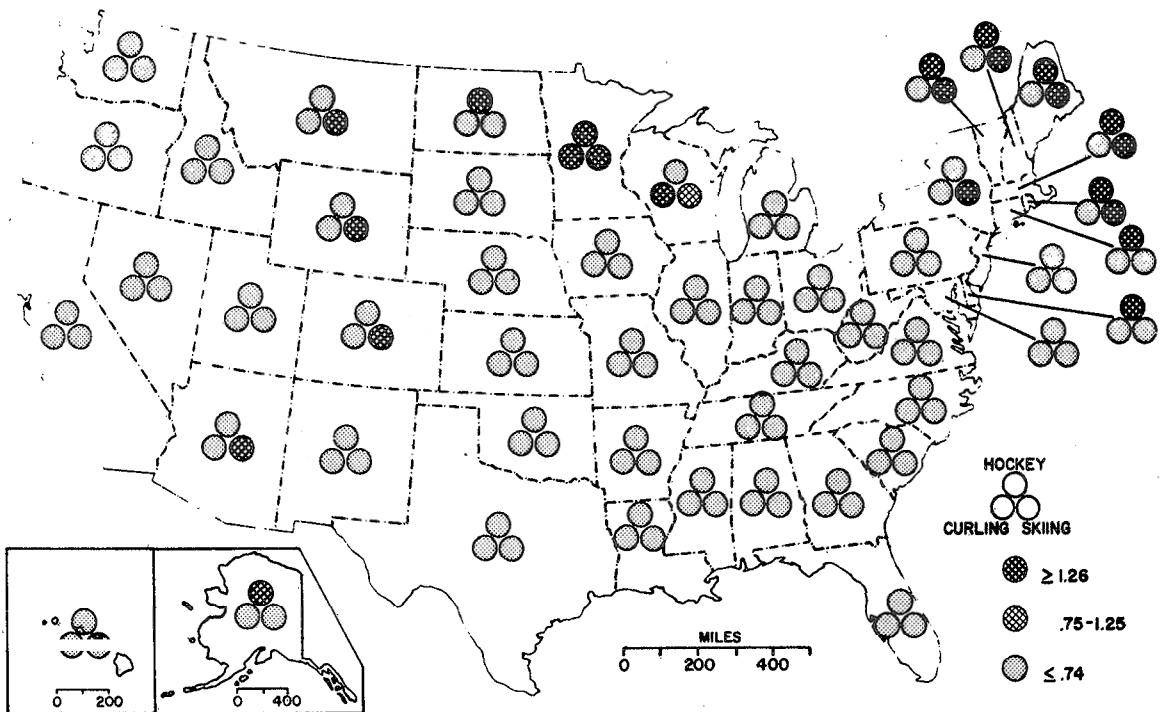 HOCKEY
CURLING SKIING
≥ 1.26
.75-1.25
≤ .74
MILES
0 200 400
0 200
0 400